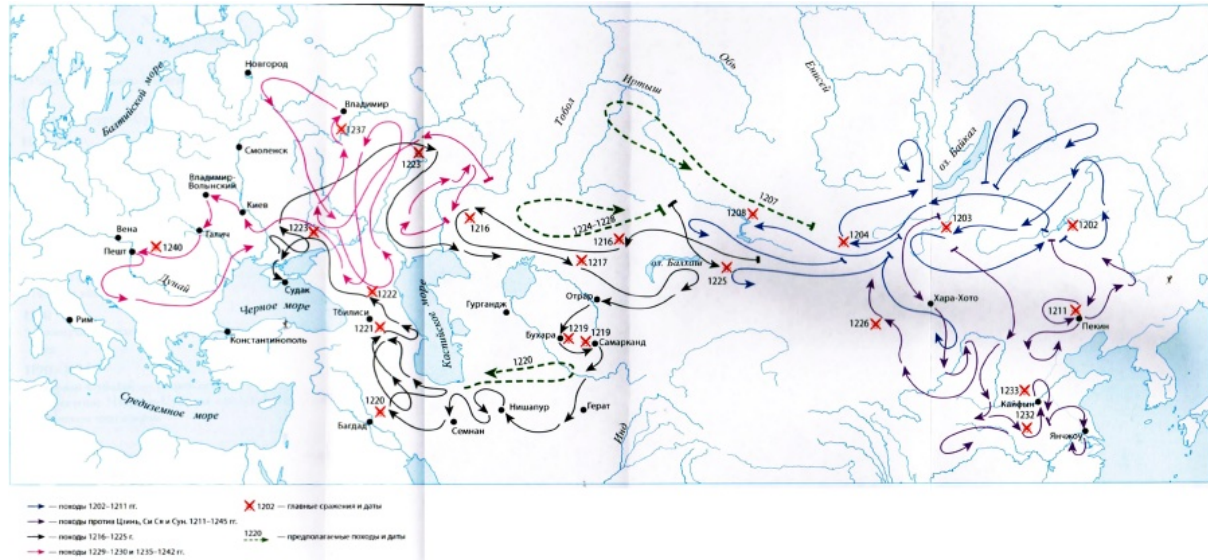 Новгород
Балтийской море
Владимир
1237
Смоленск
1223
Владимир-
Волынский
Киев
Галич
Вена
Пешт
1240
1223
Дунай
Судак
Черное море
Рим
Константинополь
Средиземное море
Тобол
Иртыш
Обь
Енисей
оз. Байкал
1207
1208
1224–1228
1216
1216
1217
оз. Балхаш
1225
1204
1203
1202
1222
Тбилиси
1221
Каспийское море
Гургандж
Отрар
Бухара
1219
1219
Самарканд
1220
1220
Багдад
Семнан
Нишапур
Герат
Инд
Хара-Хото
1226
1211
Пекин
1233
Кайфын
1232
Янчжоу
— походы 1202–1211 гг.
— походы против Цзинь, Си Ся и Сун. 1211–1245 гг.
— походы 1216–1225 г.
— походы 1229–1230 и 1235–1242 гг.
1202 — главные сражения и даты
1220 — предполагаемые походы и даты